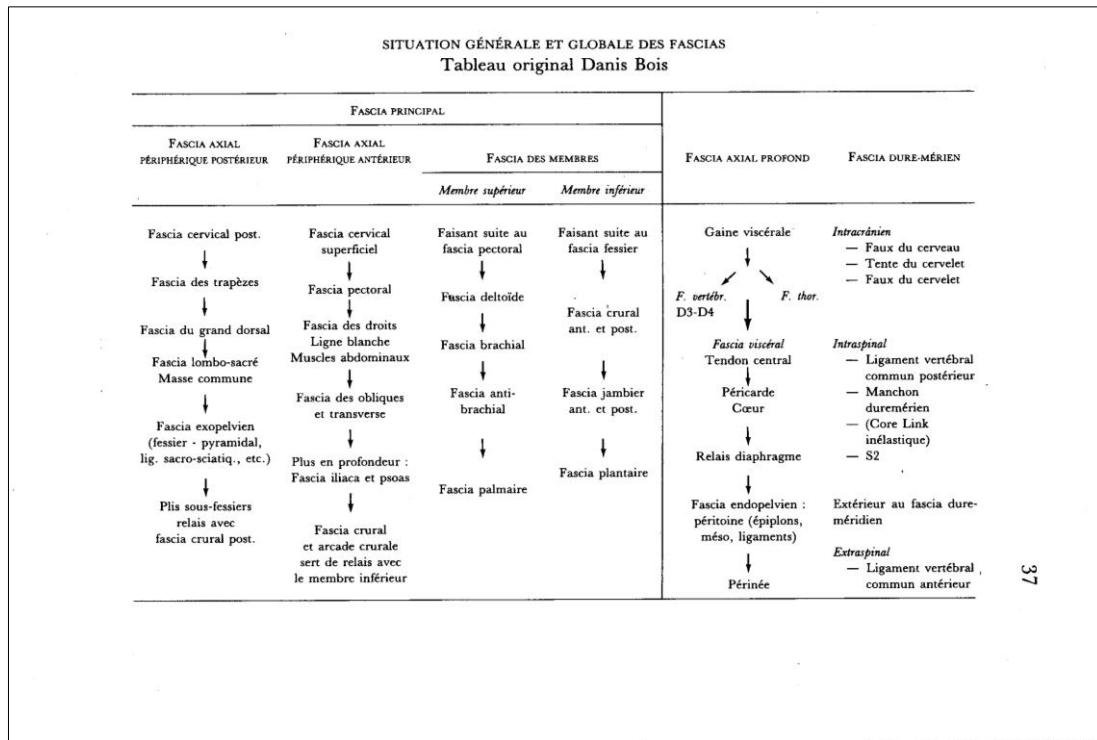 SITUATION GÉNÉRALE ET GLOBALE DES FASCIAS
Tableau original Danis Bois
FASCIA PRINCIPAL
FASCIA AXIAL
PÉRIPHÉRIQUE POSTÉRIEUR
FASCIA AXIAL
PÉRIPHÉRIQUE ANTÉRIEUR
FASCIA DES MEMBRES
FASCIA AXIAL PROFOND
FASCIA DURE-MÉRIEN
Membre supérieur
Membre inférieur
Fascia cervical post.
Fascia des trapèzes
Fascia du grand dorsal
Fascia lombo-sacré
Masse commune
Fascia exopelvien
(fessier - pyramidal,
lig. sacro-sciatiq., etc.)
Plis sous-fessiers
relais avec
fascia crural post.
Fascia cervical
superficiel
Fascia pectoral
Fascia des droits
Ligne blanche
Muscles abdominaux
Fascia des obliques
et transverse
Plus en profondeur :
Fascia iliaca et psoas
Fascia crural
et arcade crurale
sert de relais avec
le membre inférieur
Faisant suite au
fascia pectoral
Fascia deltoïde
Fascia brachial
Fascia anti-
brachial
Fascia palmaire
Faisant suite au
fascia fessier
Fascia crural
ant. et post.
Fascia jambier
ant. et post.
Fascia plantaire
Gaine viscérale
F. vertébr.
D3-D4
F. thor.
Fascia viscéral
Tendon central
Péricarde
Cœur
Relais diaphragme
Fascia endopelvien :
péritoine (épiplons,
méso, ligaments)
Périnée
Intracrânien
— Faux du cerveau
— Tente du cervelet
— Faux du cervelet
Intraspinal
— Ligament vertébral
commun postérieur
— Manchon
duremérien
— (Core Link
inélastique)
— S2
Extérieur au fascia dure-
méridien
Extraspinal
— Ligament vertébral
commun antérieur
37